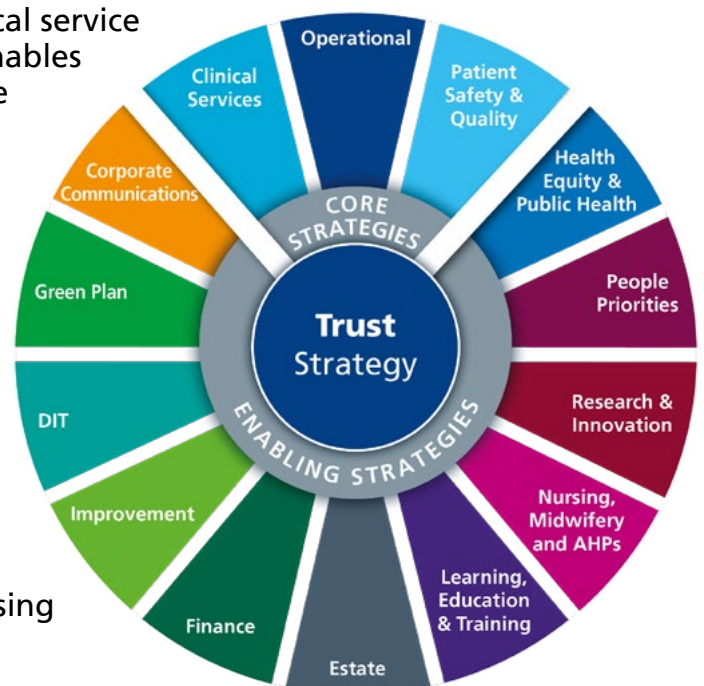 cal service
nables
e
sing
Operational
Patient
Safety &
Quality
Health
Equity &
Public Health
People
Priorities
Research &
Innovation
Nursing,
Midwifery
and AHPs
Learning,
Education
& Training
Estate
Finance
Improvement
DIT
Green Plan
Corporate
Communications
Clinical
Services
CORE
STRATEGIES
Trust
Strategy
ENABLING STRATEGIES